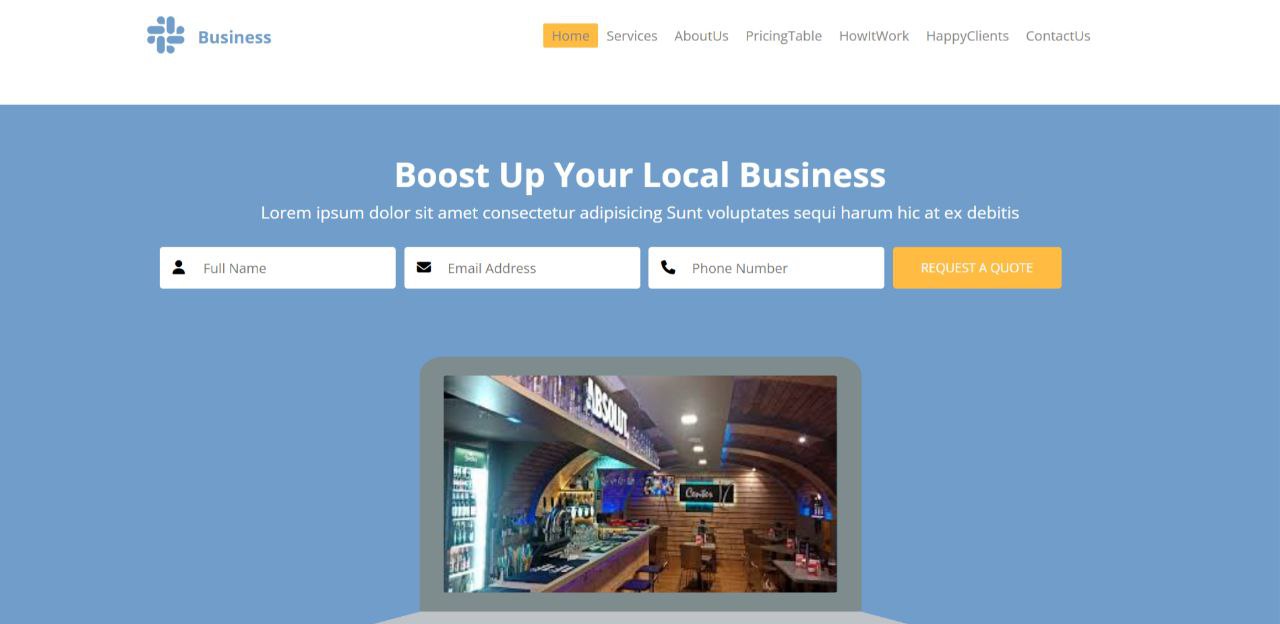 Business
Home Services AboutUs PricingTable HowItWork HappyClients ContactUs
Boost Up Your Local Business
Lorem ipsum dolor sit amet consectetur adipisicing Sunt voluptates sequi harum hic at ex debitis
Full Name Email Address Phone Number REQUEST A QUOTE
ABSOLUT
Center